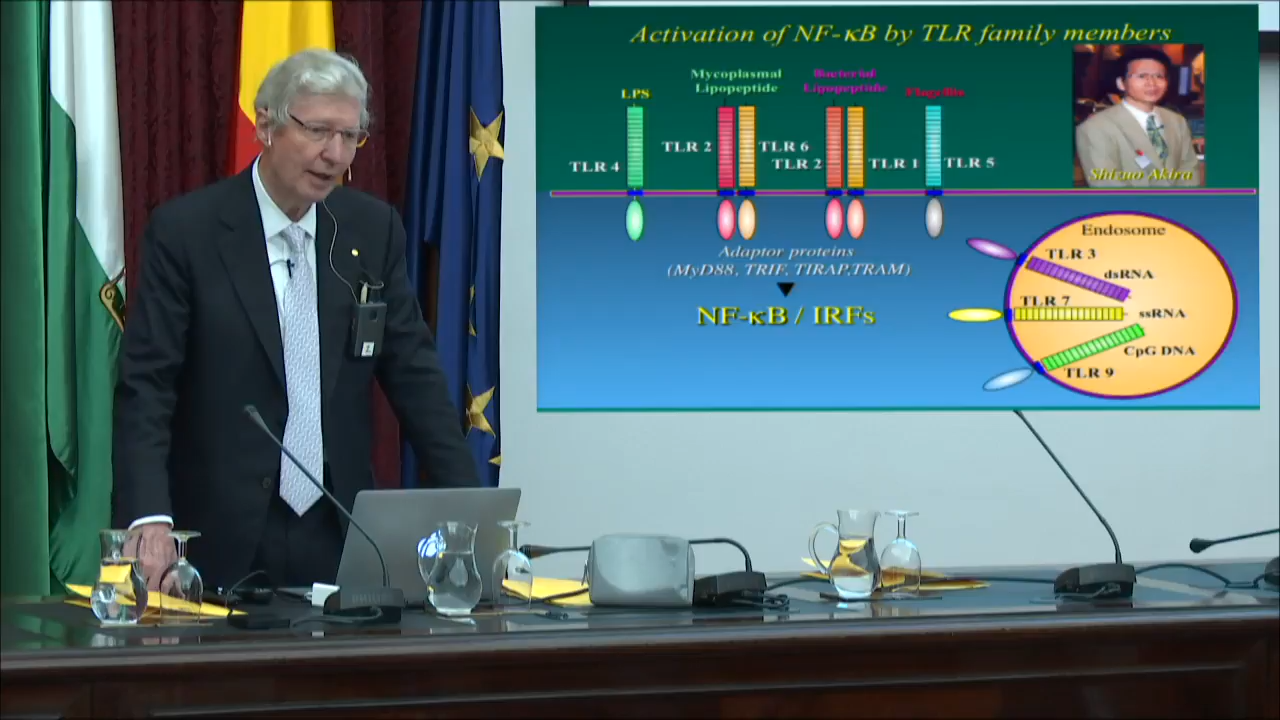 Activation of NF-κB by TLR family members
LPS
Mycoplasmal
Lipopeptide
Bacterial
Lipopeptide
Flagellin
TLR 4
TLR 2
TLR 6
TLR 2
TLR 1
TLR 5
Shizuo Akira
Adaptor proteins
(MyD88, TRIF, TIRAP,TRAM)
NF-κB / IRFs
Endosome
TLR 3
dsRNA
TLR 7
ssRNA
CpG DNA
TLR 9